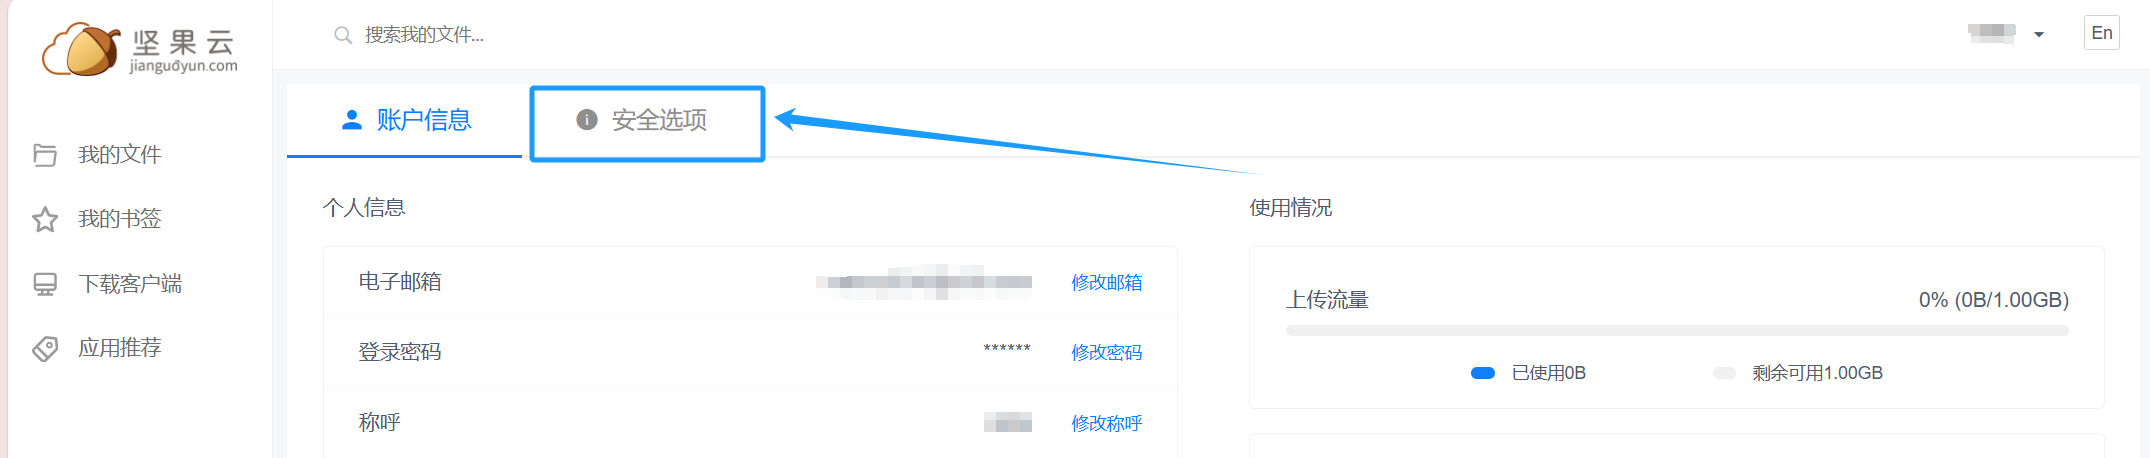 坚果云
jianguoyun.com
搜索我的文件...
En
账户信息
安全选项
我的文件
我的书签
下载客户端
应用推荐
个人信息
电子邮箱
修改邮箱
登录密码
******
修改密码
称呼
修改称呼
使用情况
上传流量
0% (0B/1.00GB)
已使用0B
剩余可用1.00GB